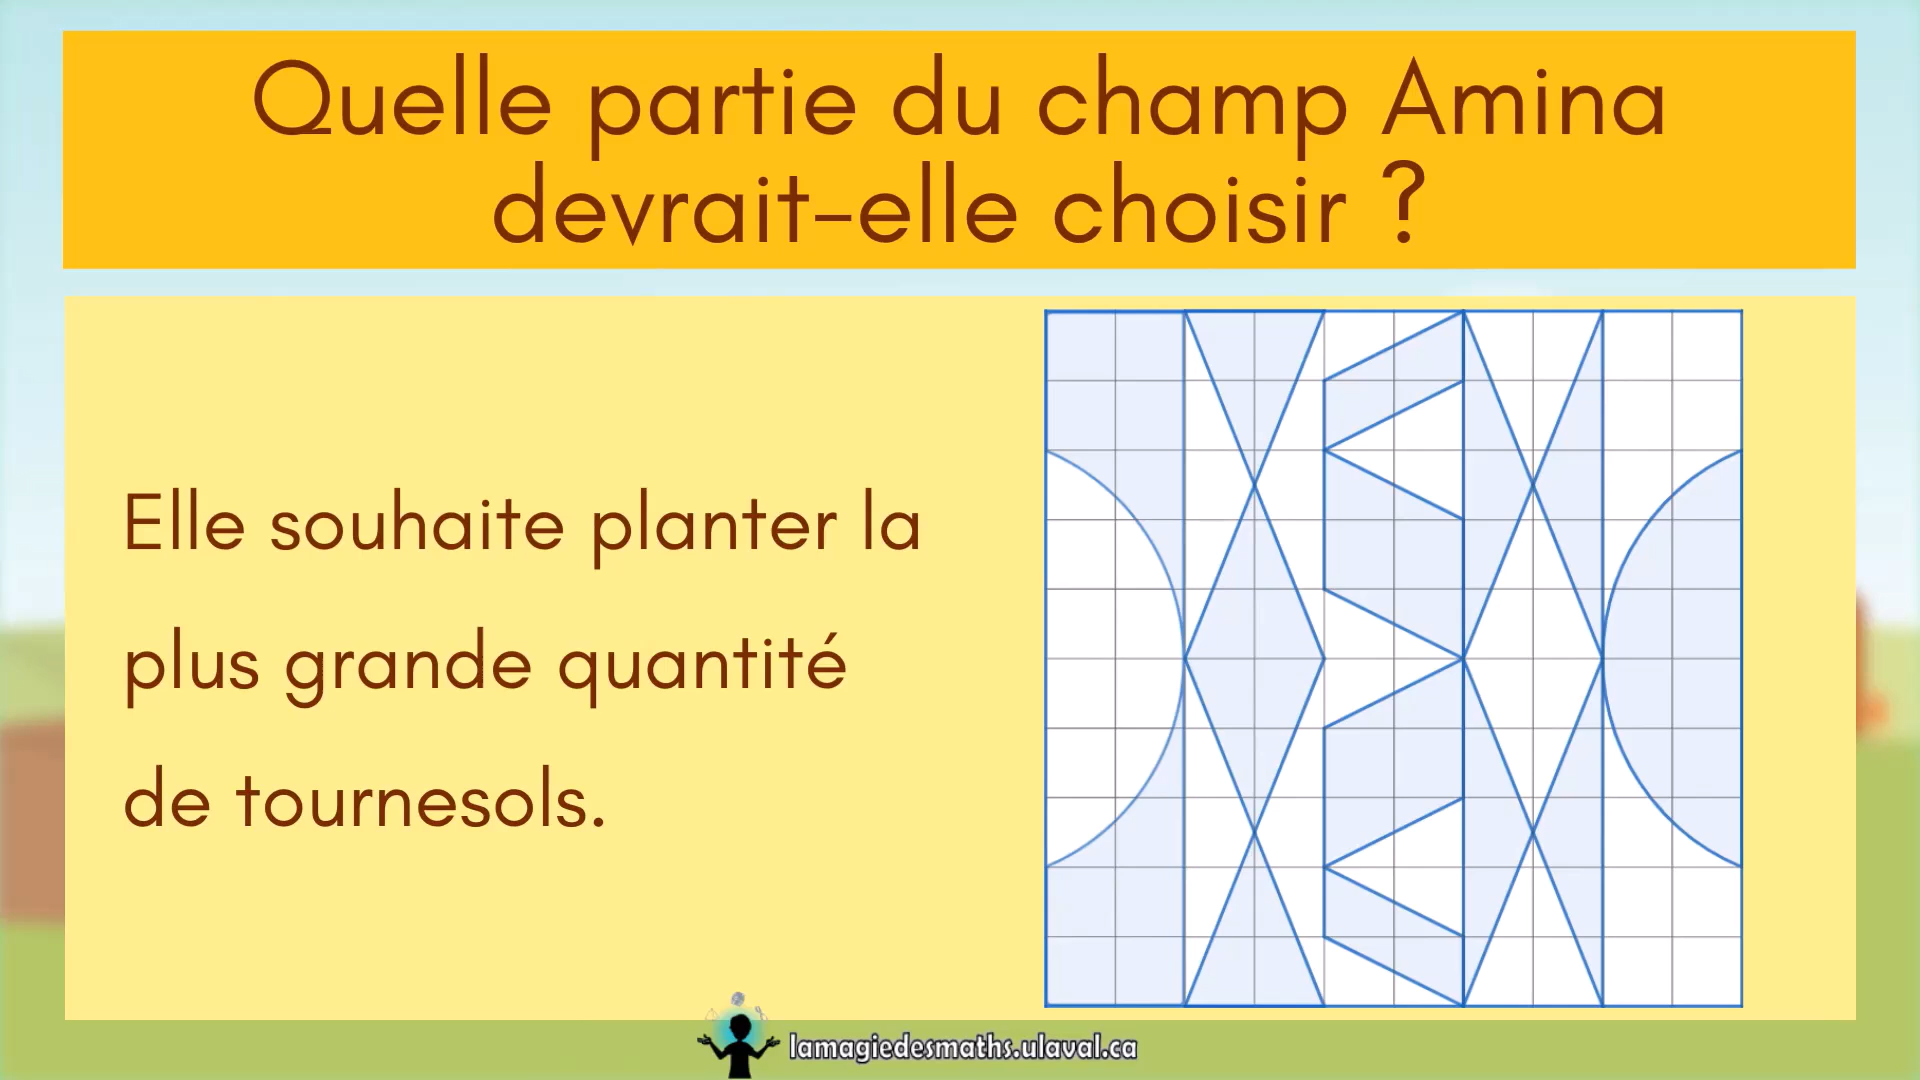 Quelle partie du champ Amina
devrait-elle choisir ?
Elle souhaite planter la
plus grande quantité
de tournesols.
lamagiedesmaths.ulaval.ca